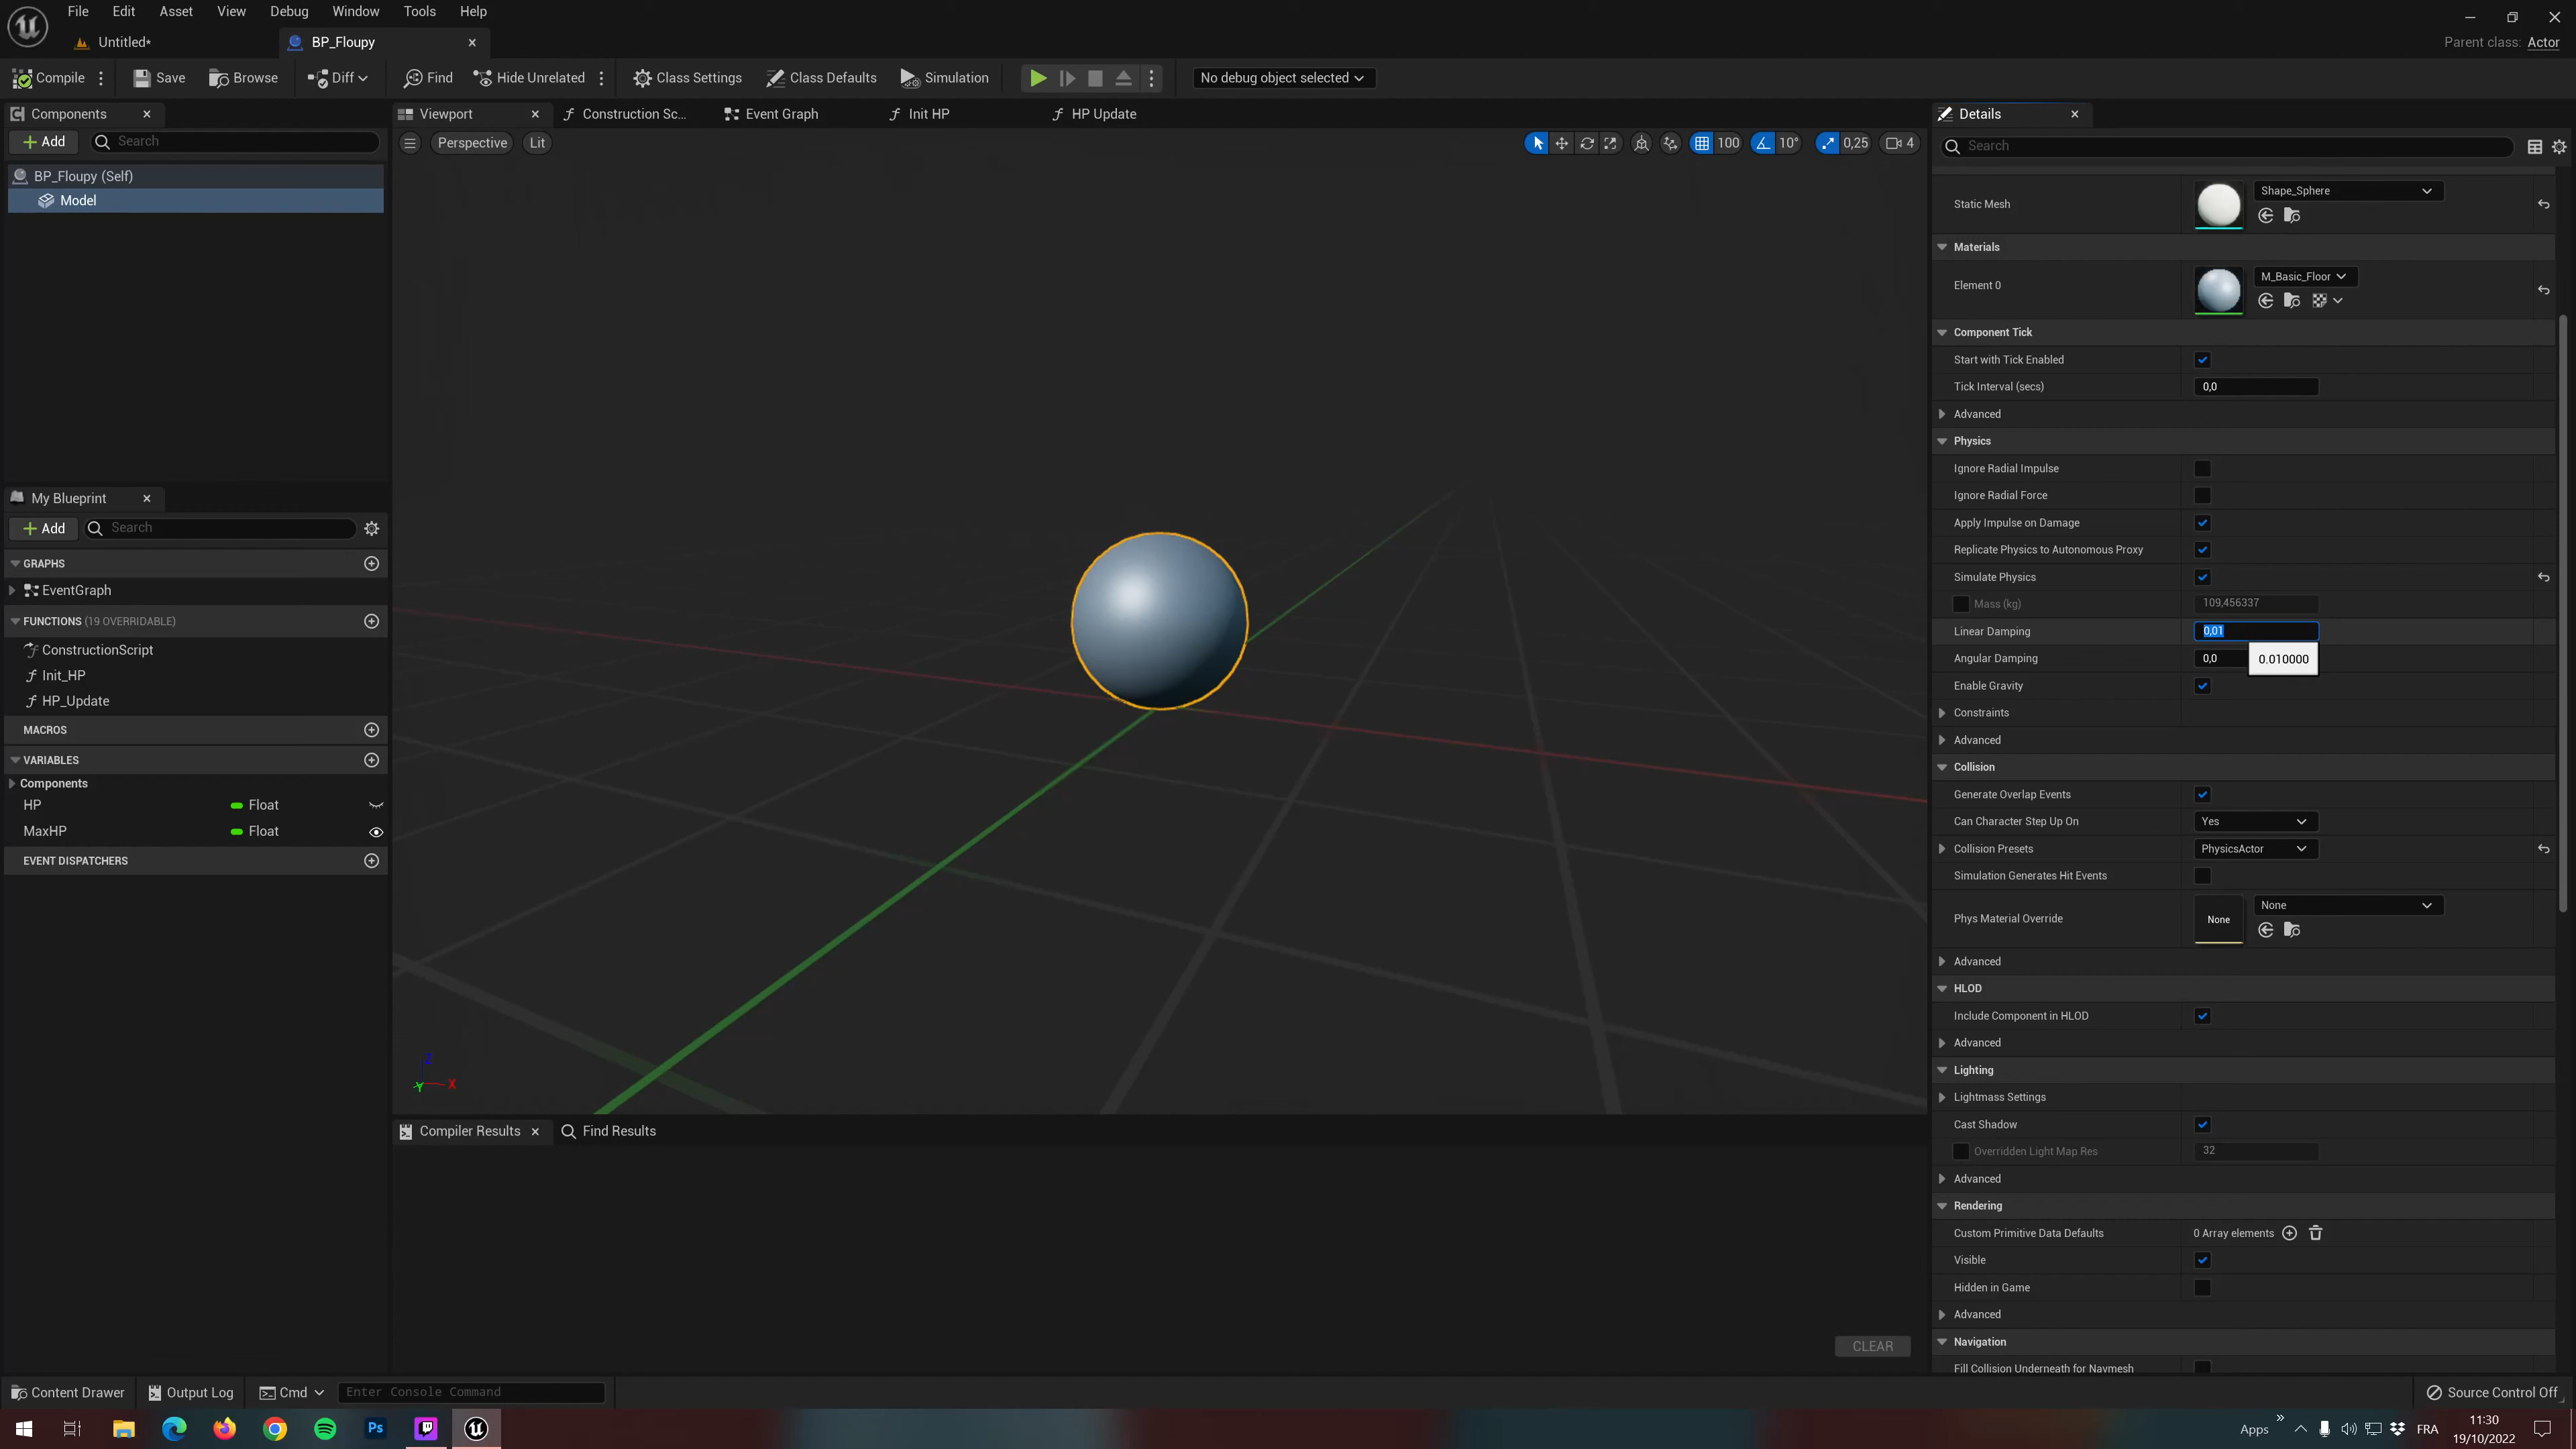 File Edit Asset View Debug Window Tools Help
Untitled* BP_Floupy
Parent class: Actor
Compile Save Browse Diff Find Hide Unrelated Class Settings Class Defaults Simulation No debug object selected
Components Viewport Construction Sc... Event Graph Init HP HP Update Details
Add Search
Perspective Lit 100 10° 0,25 4
Search
BP_Floupy (Self)
Model
Static Mesh Shape_Sphere
Materials
Element 0 M_Basic_Floor
Component Tick
Start with Tick Enabled
Tick Interval (secs) 0,0
Advanced
Physics
Ignore Radial Impulse
Ignore Radial Force
Apply Impulse on Damage
Replicate Physics to Autonomous Proxy
Simulate Physics
Mass (kg) 109,456337
Linear Damping 0,01
Angular Damping 0,0 0.010000
Enable Gravity
Constraints
Advanced
Collision
Generate Overlap Events
Can Character Step Up On Yes
Collision Presets PhysicsActor
Simulation Generates Hit Events
Phys Material Override None None
Advanced
HLOD
Include Component in HLOD
Advanced
Lighting
Lightmass Settings
Cast Shadow
Overridden Light Map Res 32
Advanced
Rendering
Custom Primitive Data Defaults 0 Array elements
Visible
Hidden in Game
Advanced
Navigation
Fill Collision Underneath for Navmesh
My Blueprint
Add Search
GRAPHS
EventGraph
FUNCTIONS (19 OVERRIDABLE)
ConstructionScript
Init_HP
HP_Update
MACROS
VARIABLES
Components
HP Float
MaxHP Float
EVENT DISPATCHERS
Z
Y X
Compiler Results Find Results
CLEAR
Content Drawer Output Log Cmd Enter Console Command Source Control Off
Ps Apps FRA 11:30
19/10/2022